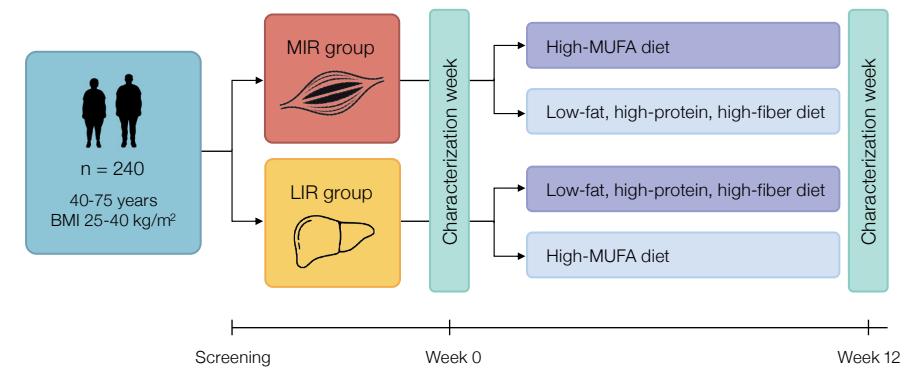 n = 240
40-75 years
BMI 25-40 kg/m²
MIR group
LIR group
Characterization week
High-MUFA diet
Low-fat, high-protein, high-fiber diet
Low-fat, high-protein, high-fiber diet
High-MUFA diet
Characterization week
Screening
Week 0
Week 12